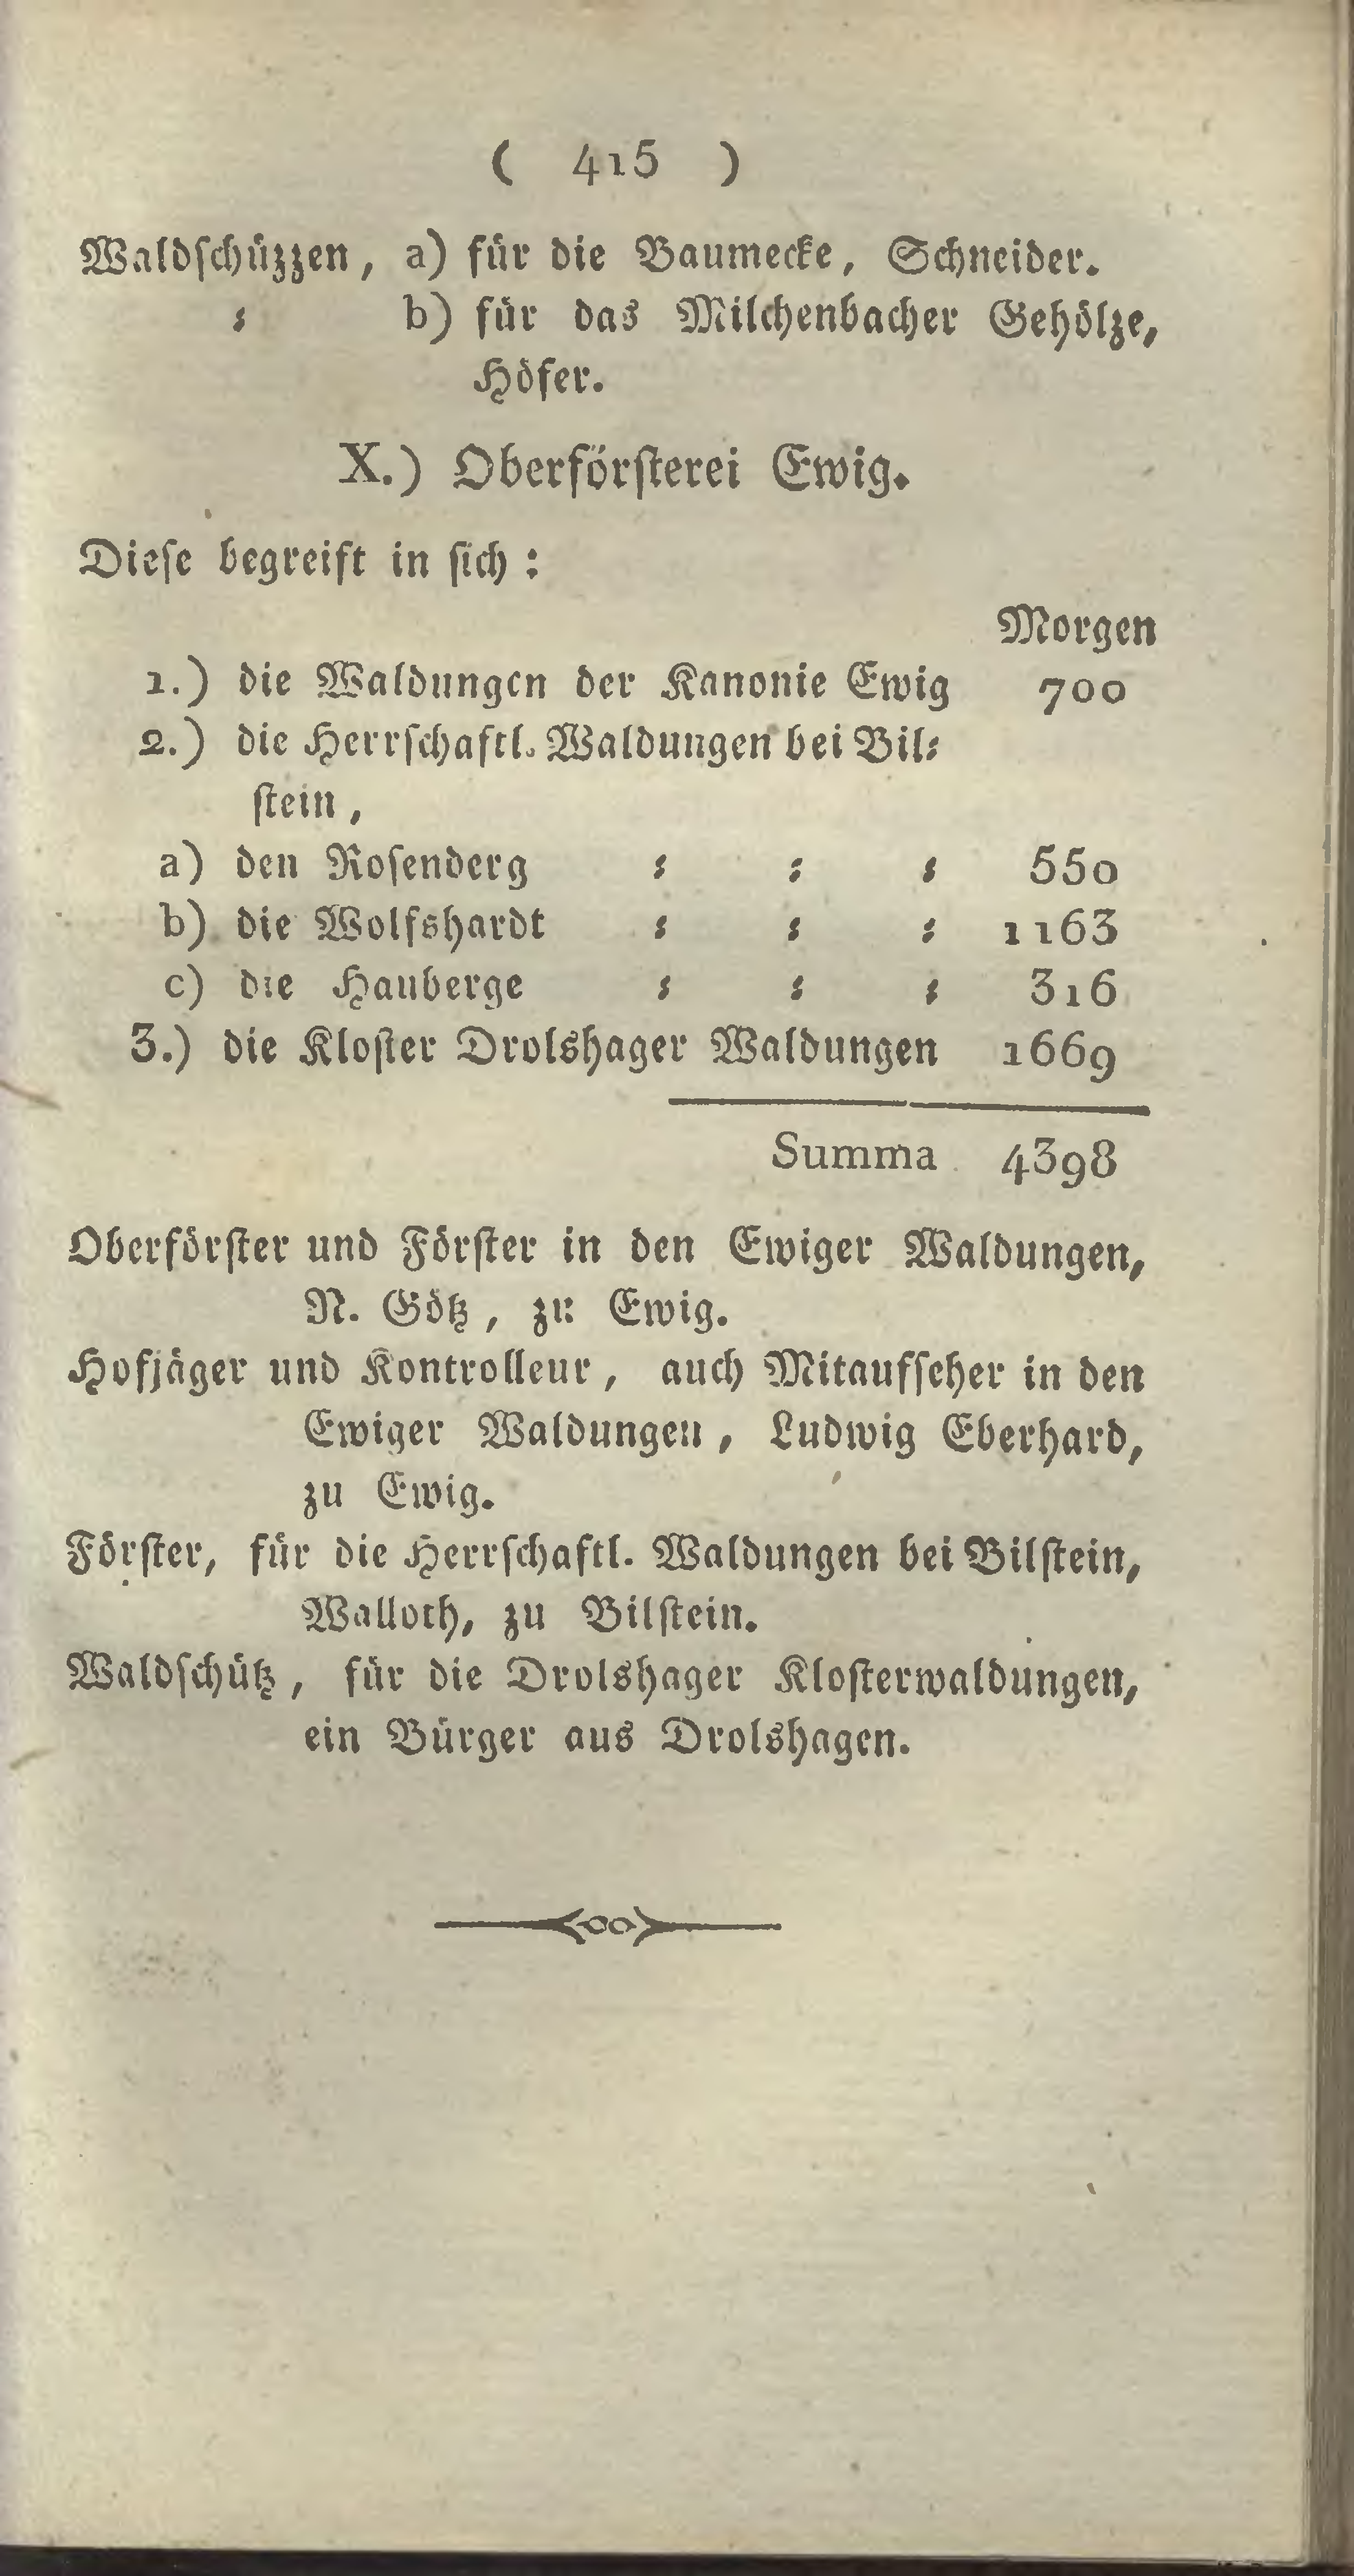 ( 415 )
Waldschüzzen, a) für die Baumecke, Schneider.
⸗ b) für das Milchenbacher Gehölze,
Höfer.
X.) Oberförsterei Ewig.
Diese begreift in sich:
Morgen
1.) die Waldungen der Kanonie Ewig 700
2.) die Herrschaftl. Waldungen bei Bil⸗
stein,
a) den Rosenderg ⸗ ⸗ ⸗ 550
b) die Wolfshardt ⸗ ⸗ ⸗ 1163
c) die Hauberge ⸗ ⸗ ⸗ 316
3.) die Kloster Drolshager Waldungen 1669
Summa 4398
Oberförster und Förster in den Ewiger Waldungen,
N. Götz, zu Ewig.
Hofjäger und Kontrolleur, auch Mitaufseher in den
Ewiger Waldungen, Ludwig Eberhard,
zu Ewig.
Förster, für die Herrschaftl. Waldungen bei Bilstein,
Walloth, zu Bilstein.
Waldschütz, für die Drolshager Klosterwaldungen,
ein Bürger aus Drolshagen.